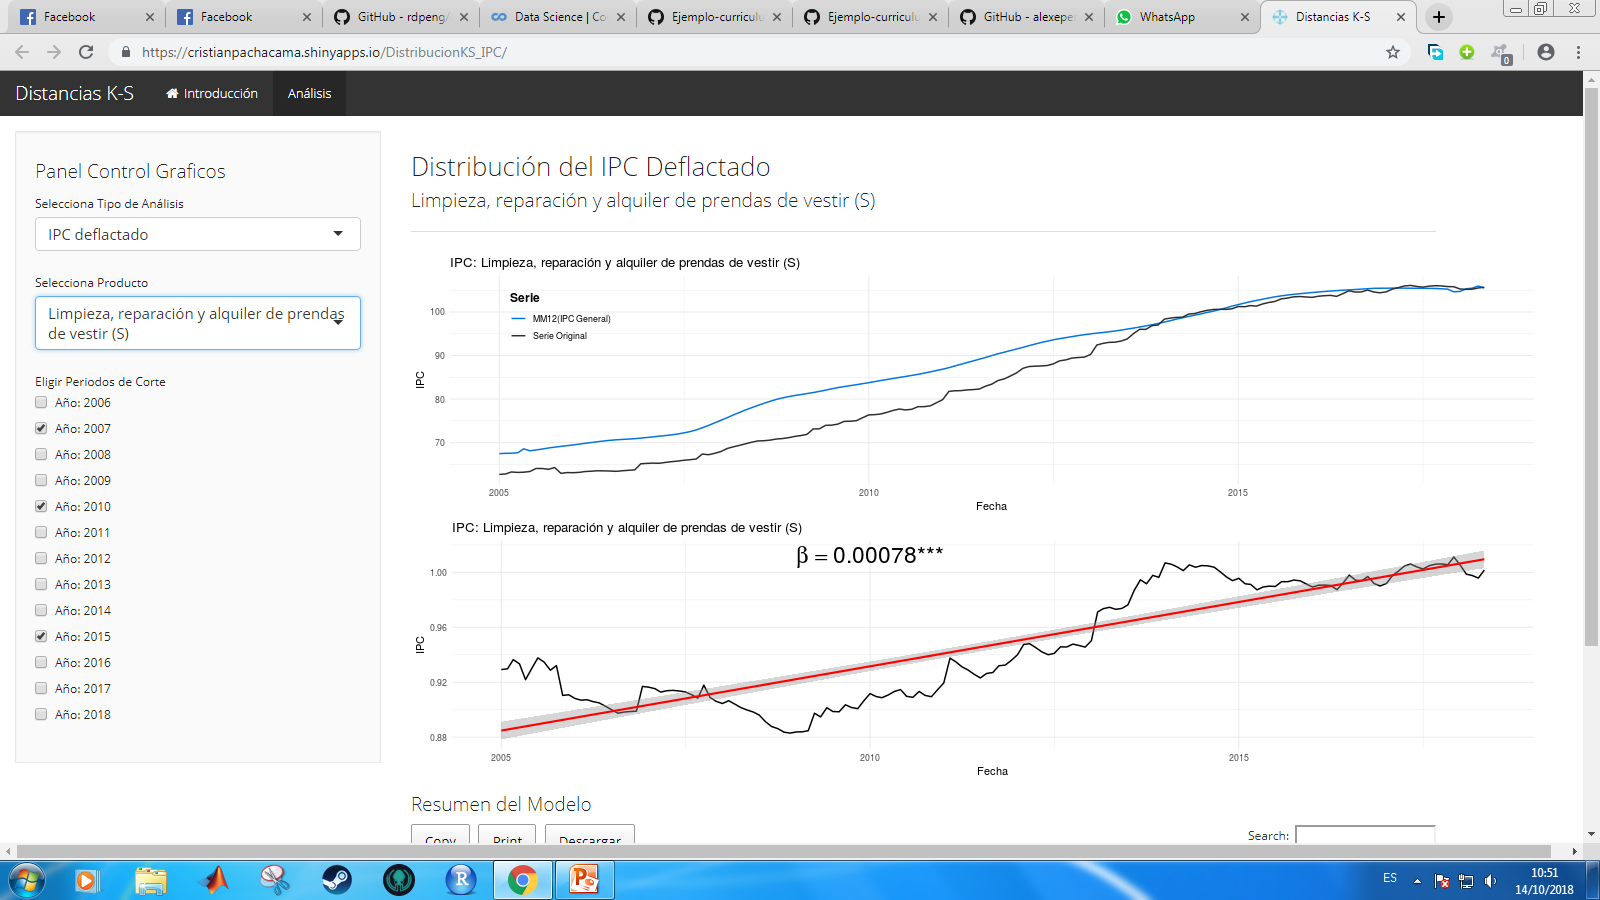 Facebook
Facebook
GitHub - rdpeng/
Data Science | Co
Ejemplo-curriculu
Ejemplo-curriculu
GitHub - alexepe
WhatsApp
Distancias K-S
https://cristianpachacama.shinyapps.io/DistribucionKS_IPC/
0
Distancias K-S
Introducción
Análisis
Panel Control Graficos
Selecciona Tipo de Análisis
IPC deflactado
Selecciona Producto
Limpieza, reparación y alquiler de prendas
de vestir (S)
Eligir Periodos de Corte
Año: 2006
Año: 2007
Año: 2008
Año: 2009
Año: 2010
Año: 2011
Año: 2012
Año: 2013
Año: 2014
Año: 2015
Año: 2016
Año: 2017
Año: 2018
Distribución del IPC Deflactado
Limpieza, reparación y alquiler de prendas de vestir (S)
IPC: Limpieza, reparación y alquiler de prendas de vestir (S)
Serie
MM12(IPC General)
Serie Original
100
90
80
70
IPC
2005
2010
2015
Fecha
IPC: Limpieza, reparación y alquiler de prendas de vestir (S)
β = 0.00078***
1.00
0.96
0.92
0.88
IPC
2005
2010
2015
Fecha
Resumen del Modelo
Copy
Print
Descargar
Search:
ES
10:51
14/10/2018